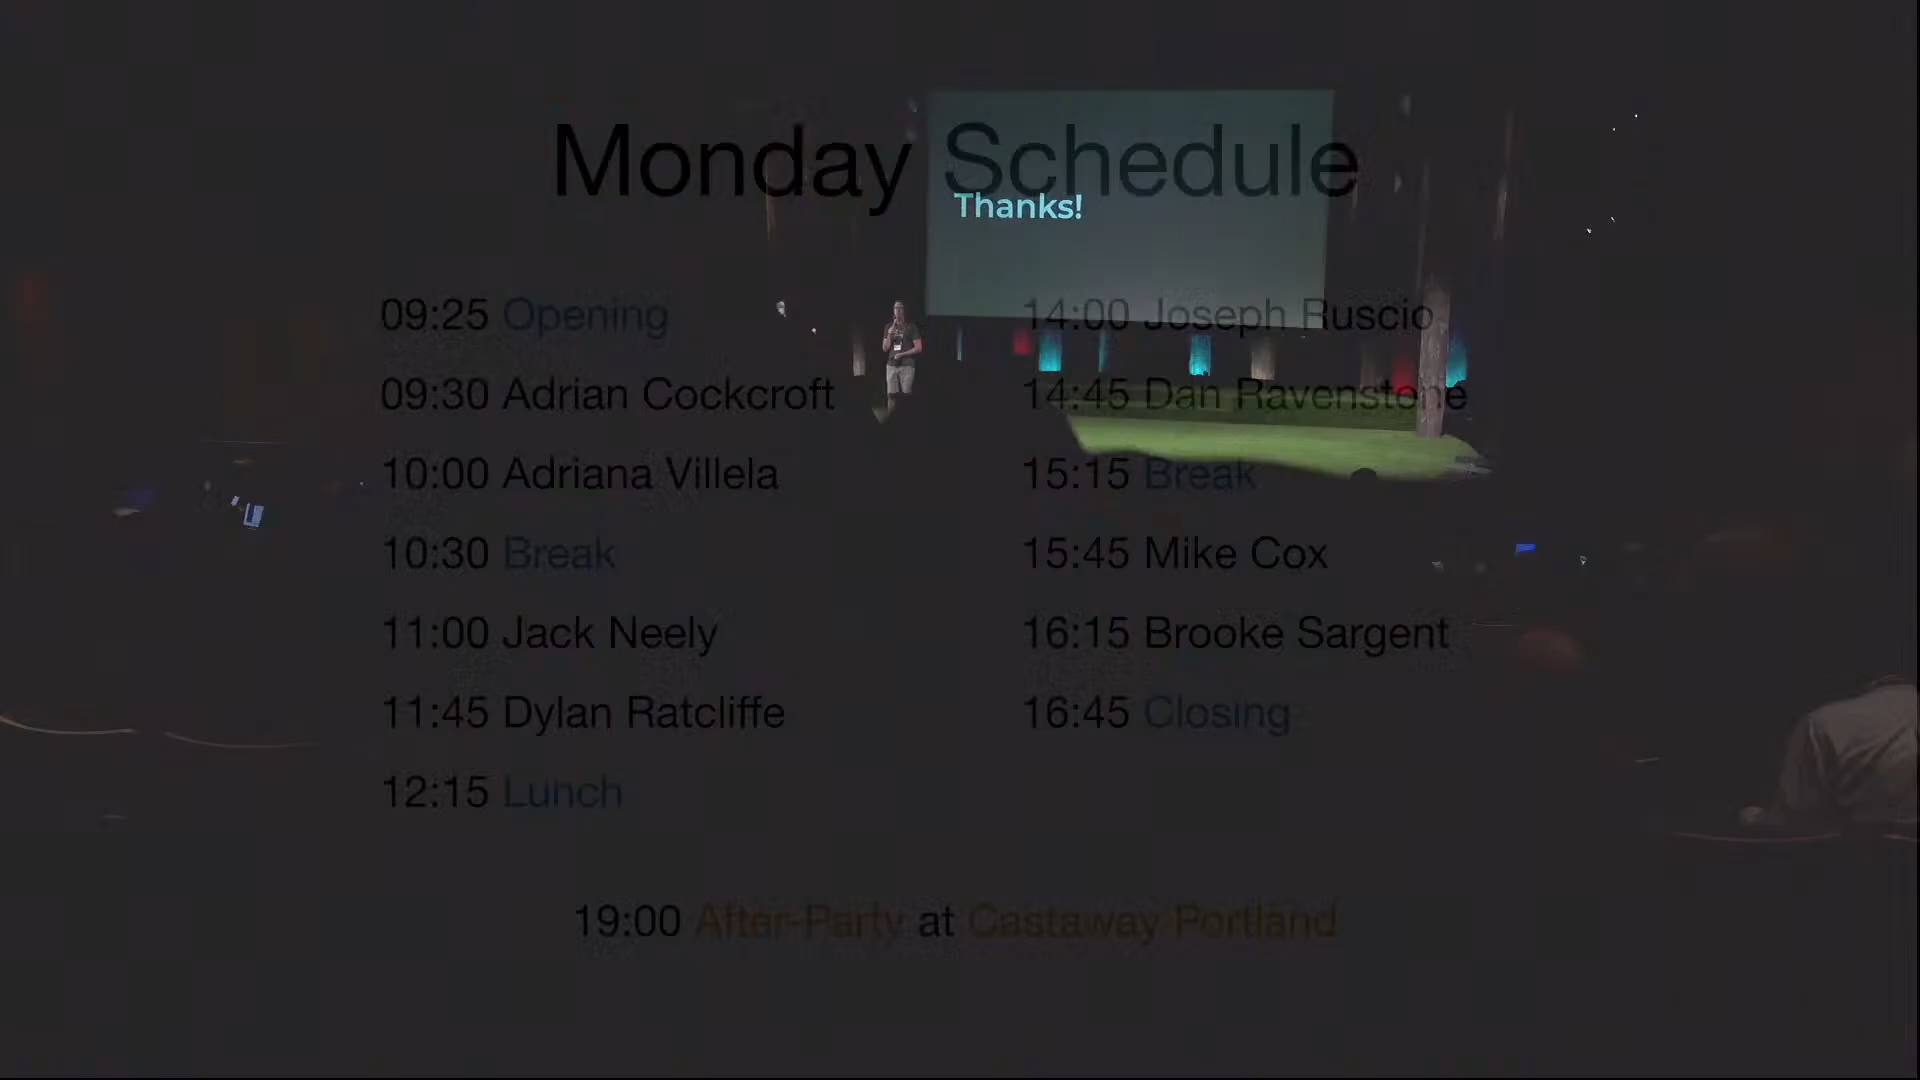 Monday Schedule
Thanks!
09:25 Opening
09:30 Adrian Cockcroft
10:00 Adriana Villela
10:30 Break
11:00 Jack Neely
11:45 Dylan Ratcliffe
12:15 Lunch
14:00 Joseph Ruscio
14:45 Dan Ravenstone
15:15 Break
15:45 Mike Cox
16:15 Brooke Sargent
16:45 Closing
19:00 After-Party at Castaway Portland